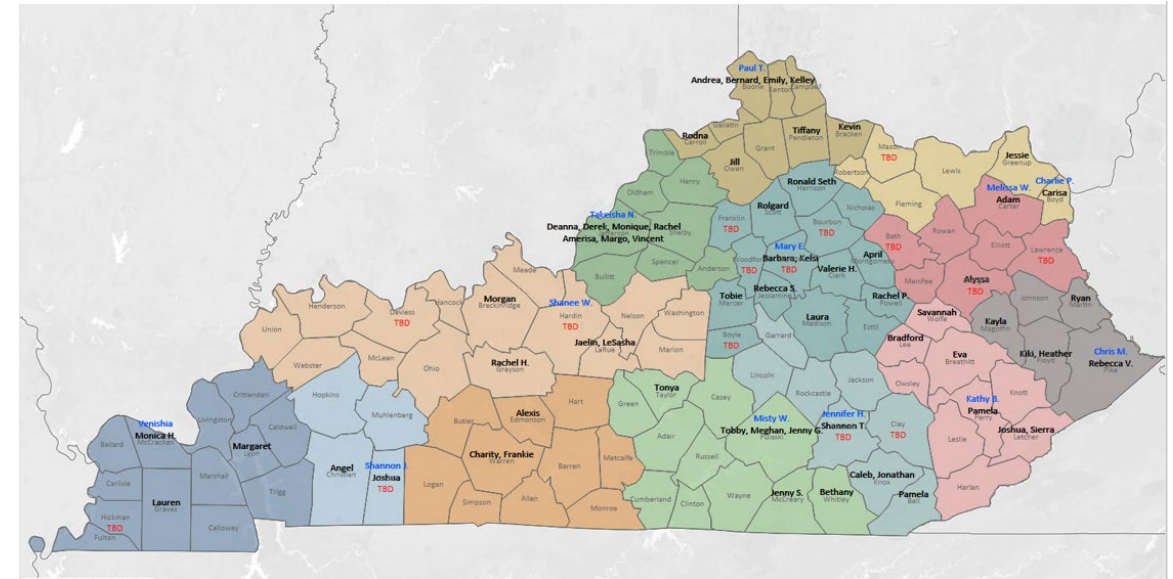 Paul T.
Andrea, Bernard, Emily, Kelley
Boone
Kenton
Campbell
Gallatin
Rodna
Carroll
Grant
Tiffany
Pendleton
Kevin
Bracken
Jill
Owen
Mason
TBD
Robertson
Lewis
Fleming
Jessie
Greenup
Charlie P.
Carisa
Boyd
Trimble
Henry
Oldham
Takeisha N.
Deanna, Derek, Monique, Rachel
Amerisa, Margo, Vincent
Shelby
Spencer
Bullitt
Anderson
Ronald Seth
Harrison
Rolgard
Scott
Nicholas
Franklin
TBD
Bourbon
TBD
Mary E.
Barbara, Kelsi
TBD
TBD
April
Montgomery
Valerie H.
Clark
Tobie
Mercer
Rebecca S.
Jessamine
Rachel P.
Powell
Laura
Madison
Estill
Boyle
TBD
Garrard
Melissa W.
Adam
Carter
Bath
TBD
Rowan
Elliott
Lawrence
TBD
Menifee
Alyssa
TBD
Johnson
Ryan
Martin
Kayla
Magoffin
Kiki, Heather
Floyd
Chris M.
Rebecca V.
Pike
Savannah
Wolfe
Bradford
Lee
Eva
Breathitt
Owsley
Knott
Kathy B.
Pamela
Perry
Joshua, Sierra
Letcher
Leslie
Harlan
Meade
Hancock
Morgan
Breckinridge
Shanee W.
Hardin
TBD
Nelson
Washington
Jaelin, LeSasha
LaRue
Marion
Henderson
Daviess
TBD
Union
Webster
McLean
Ohio
Rachel H.
Grayson
Lincoln
Rockcastle
Jackson
Jennifer H.
Shannon T.
TBD
Clay
TBD
Caleb, Jonathan
Knox
Pamela
Bell
Tonya
Taylor
Green
Casey
Misty W.
Tobby, Meghan, Jenny G.
Pulaski
Adair
Russell
Cumberland
Clinton
Wayne
Jenny S.
McCreary
Bethany
Whitley
Hart
Butler
Alexis
Edmonson
Charity, Frankie
Warren
Barren
Metcalfe
Logan
Simpson
Allen
Monroe
Hopkins
Muhlenberg
Angel
Christian
Shannon J.
Joshua
TBD
Crittenden
Livingston
Caldwell
Venishia
Monica H.
McCracken
Ballard
Margaret
Lyon
Carlisle
Marshall
Trigg
Lauren
Graves
Hickman
TBD
Fulton
Calloway